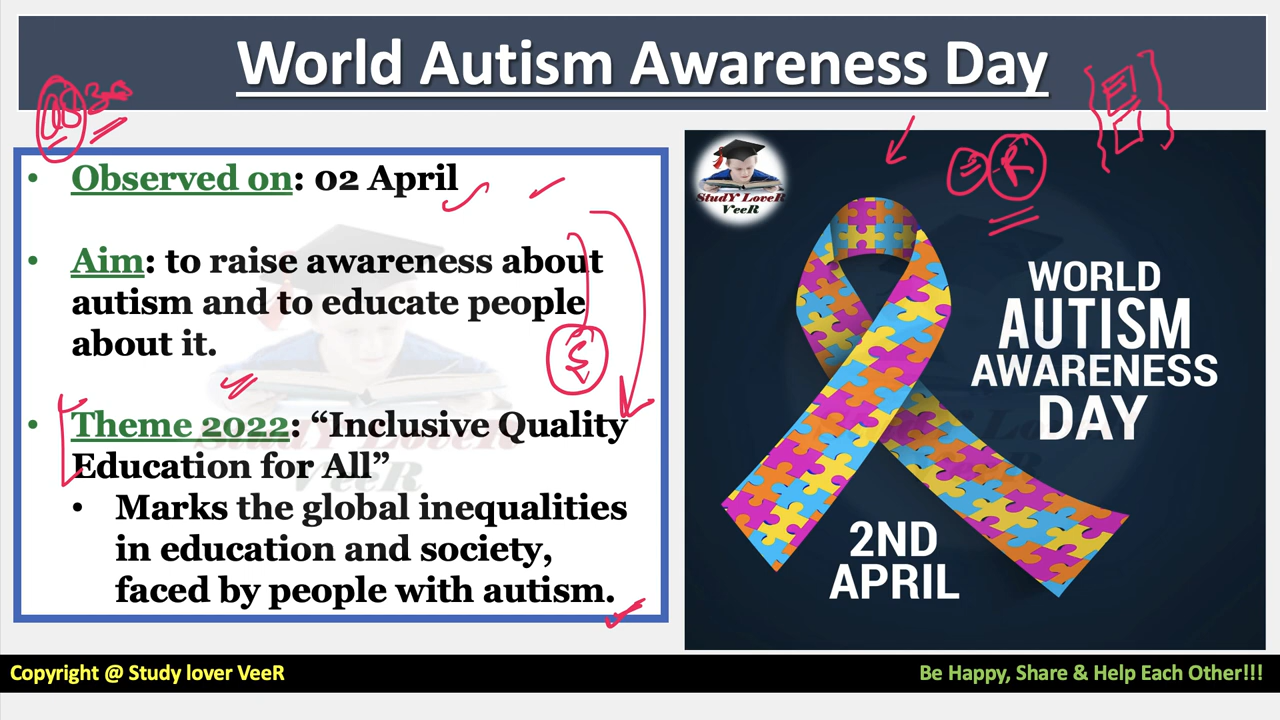 World Autism Awareness Day
• Observed on: 02 April
• Aim: to raise awareness about
autism and to educate people
about it.
• Theme 2022: “Inclusive Quality
Education for All”
• Marks the global inequalities
in education and society,
faced by people with autism.
StudY LoveR
VeeR
WORLD
AUTISM
AWARENESS
DAY
2ND
APRIL
StudY LoveR
VeeR
Copyright @ Study lover VeeR
Be Happy, Share & Help Each Other!!!